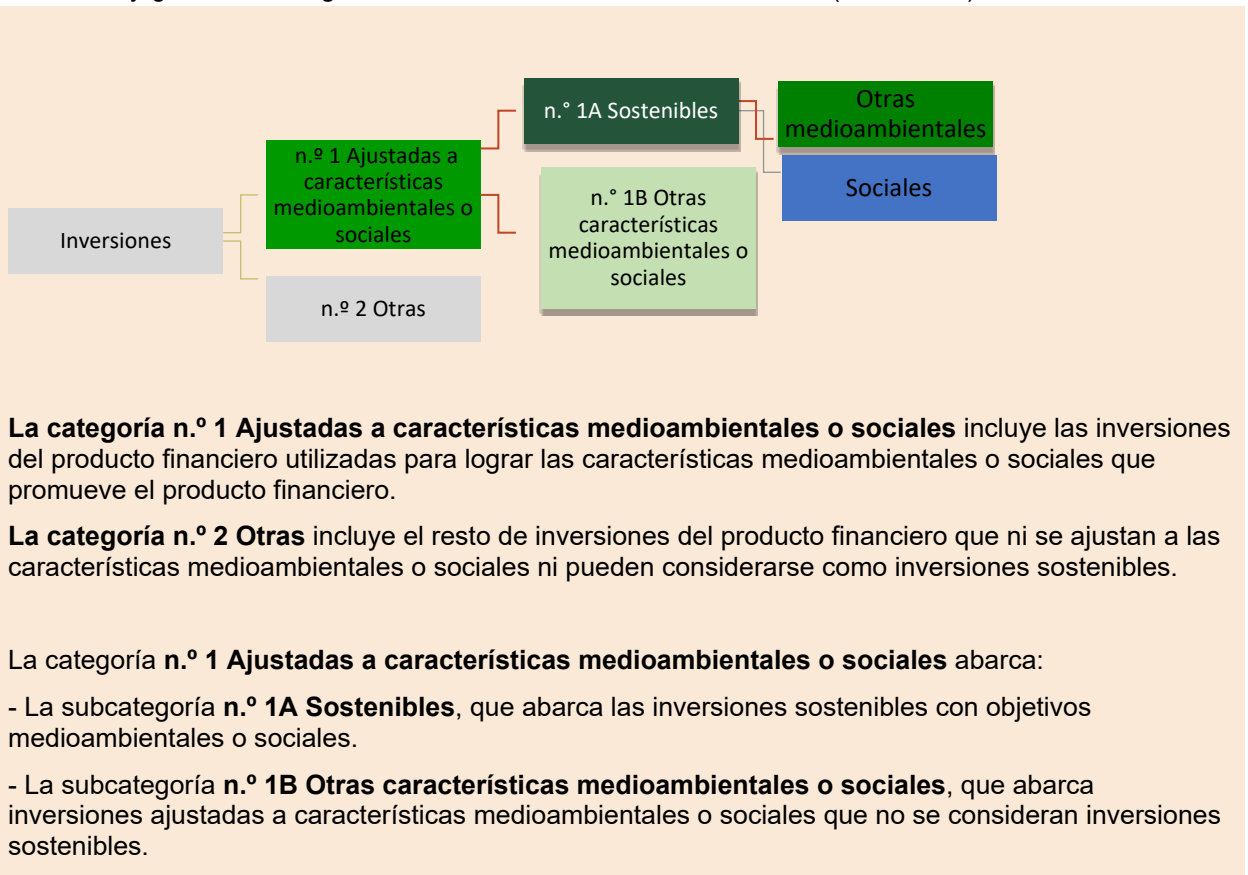 n.° 1A Sostenibles
Otras
medioambientales
n.º 1 Ajustadas a
características
medioambientales o
sociales
Sociales
n.° 1B Otras
características
medioambientales o
sociales
Inversiones
n.º 2 Otras
La categoría n.º 1 Ajustadas a características medioambientales o sociales incluye las inversiones
del producto financiero utilizadas para lograr las características medioambientales o sociales que
promueve el producto financiero.
La categoría n.º 2 Otras incluye el resto de inversiones del producto financiero que ni se ajustan a las
características medioambientales o sociales ni pueden considerarse como inversiones sostenibles.
La categoría n.º 1 Ajustadas a características medioambientales o sociales abarca:
- La subcategoría n.º 1A Sostenibles, que abarca las inversiones sostenibles con objetivos
medioambientales o sociales.
- La subcategoría n.º 1B Otras características medioambientales o sociales, que abarca
inversiones ajustadas a características medioambientales o sociales que no se consideran inversiones
sostenibles.